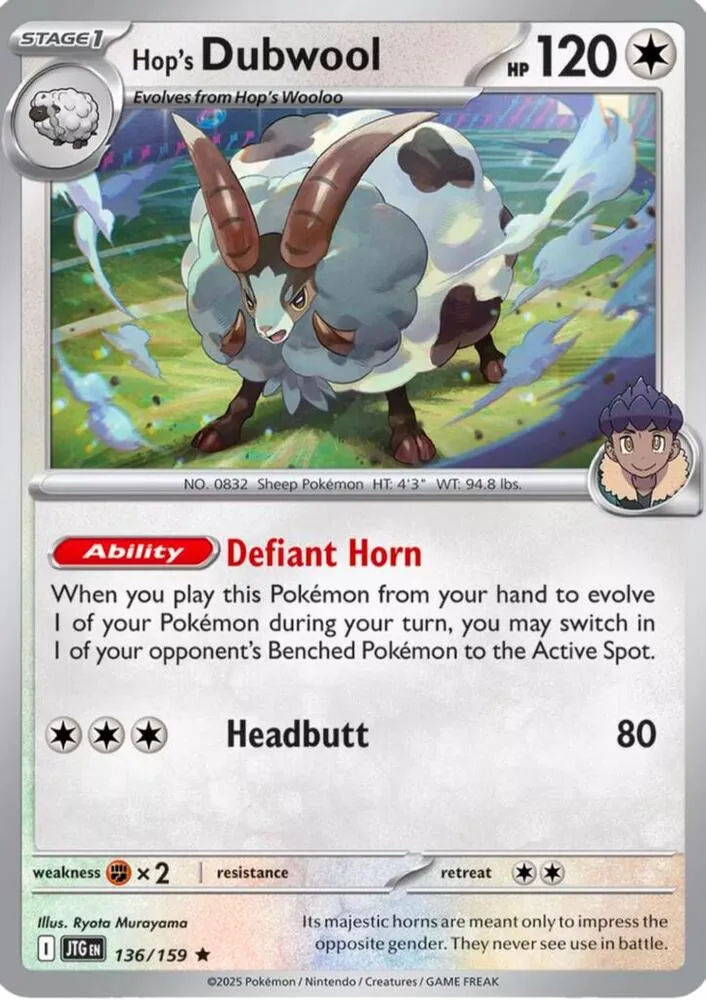 STAGE 1
Hop's Dubwool
HP 120
Evolves from Hop's Wooloo
NO. 0832 Sheep Pokémon HT: 4'3" WT: 94.8 lbs.
Ability Defiant Horn
When you play this Pokémon from your hand to evolve
1 of your Pokémon during your turn, you may switch in
1 of your opponent's Benched Pokémon to the Active Spot.
Headbutt 80
weakness ×2 resistance retreat
Illus. Ryota Murayama
I JTG EN 136/159 ★
Its majestic horns are meant only to impress the
opposite gender. They never see use in battle.
©2025 Pokémon / Nintendo / Creatures / GAME FREAK